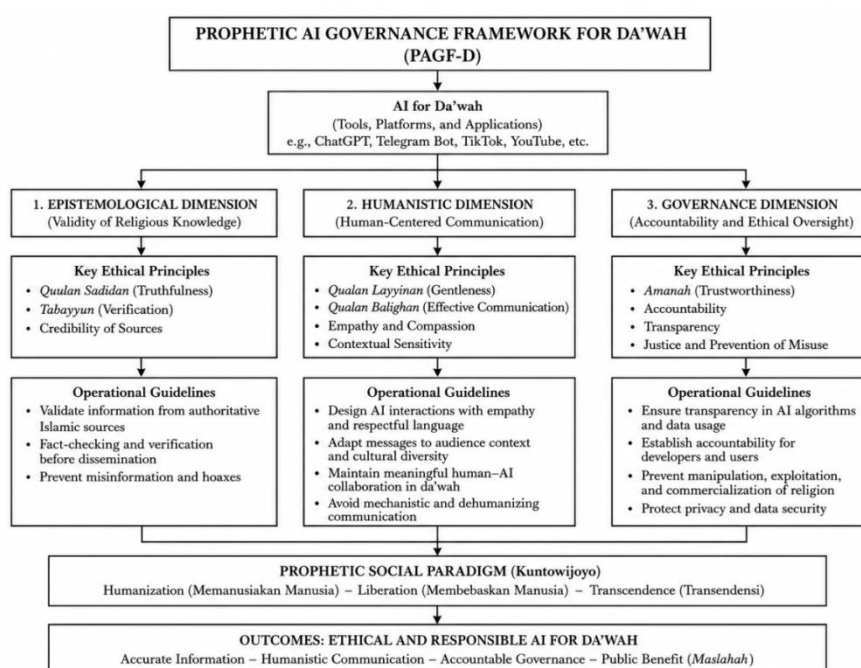 PROPHETIC AI GOVERNANCE FRAMEWORK FOR DA'WAH
(PAGF-D)
AI for Da'wah
(Tools, Platforms, and Applications)
e.g., ChatGPT, Telegram Bot, TikTok, YouTube, etc.
1. EPISTEMOLOGICAL DIMENSION
(Validity of Religious Knowledge)
Key Ethical Principles
• Quulan Sadidan (Truthfulness)
• Tabayyun (Verification)
• Credibility of Sources
Operational Guidelines
• Validate information from authoritative
Islamic sources
• Fact-checking and verification
before dissemination
• Prevent misinformation and hoaxes
2. HUMANISTIC DIMENSION
(Human-Centered Communication)
Key Ethical Principles
• Qualan Layyinan (Gentleness)
• Qualan Balighan (Effective Communication)
• Empathy and Compassion
• Contextual Sensitivity
Operational Guidelines
• Design AI interactions with empathy
and respectful language
• Adapt messages to audience context
and cultural diversity
• Maintain meaningful human–AI
collaboration in da'wah
• Avoid mechanistic and dehumanizing
communication
3. GOVERNANCE DIMENSION
(Accountability and Ethical Oversight)
Key Ethical Principles
• Amanah (Trustworthiness)
• Accountability
• Transparency
• Justice and Prevention of Misuse
Operational Guidelines
• Ensure transparency in AI algorithms
and data usage
• Establish accountability for
developers and users
• Prevent manipulation, exploitation,
and commercialization of religion
• Protect privacy and data security
PROPHETIC SOCIAL PARADIGM (Kuntowijoyo)
Humanization (Memanusiakan Manusia) – Liberation (Membebaskan Manusia) – Transcendence (Transendensi)
OUTCOMES: ETHICAL AND RESPONSIBLE AI FOR DA'WAH
Accurate Information – Humanistic Communication – Accountable Governance – Public Benefit (Maslahah)